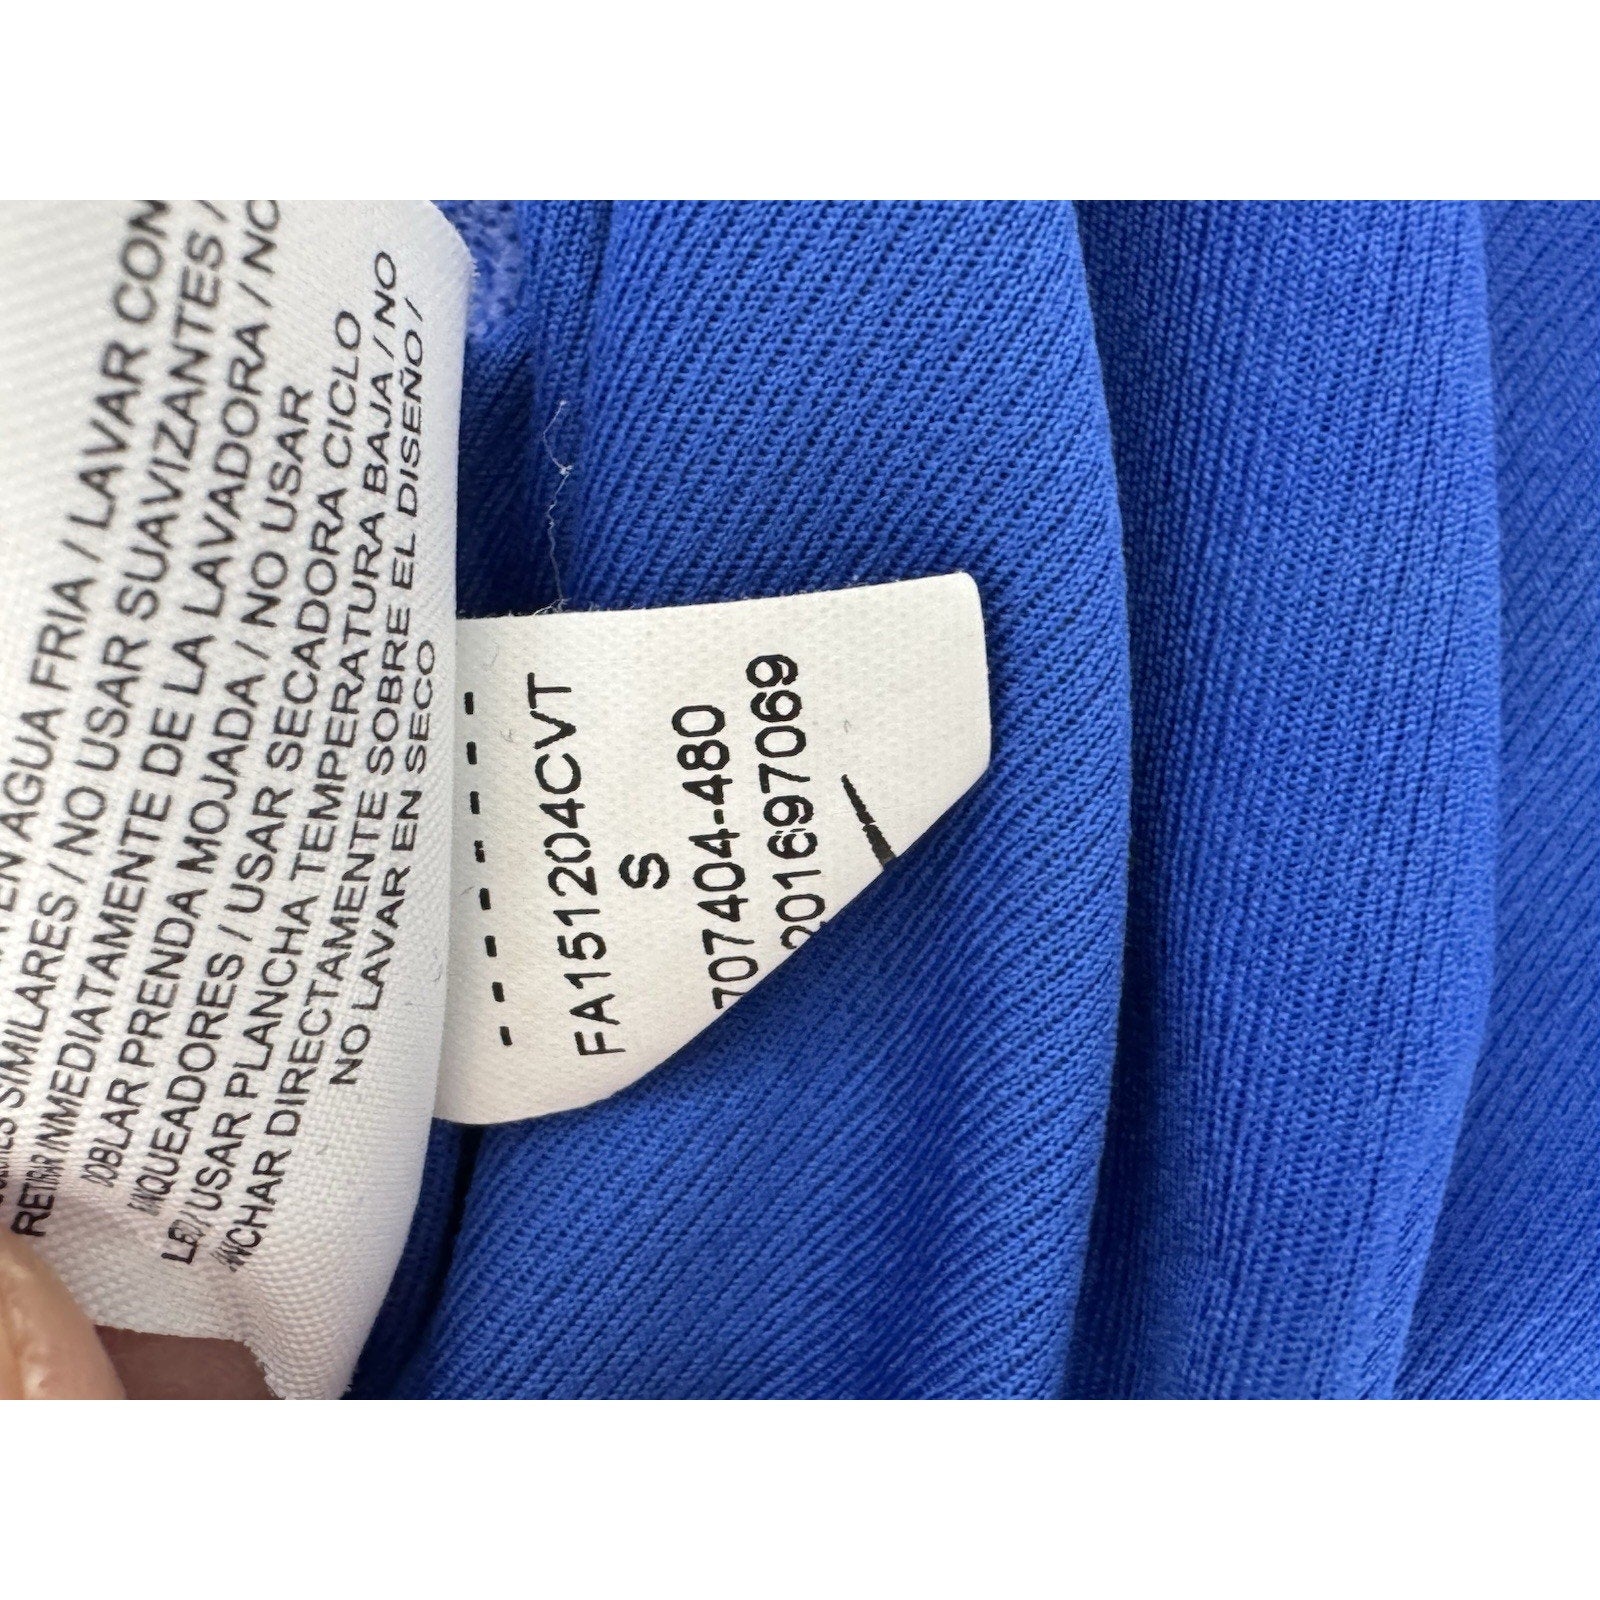 EN AGUA FRIA / LAVAR CON
SIMILARES / NO USAR SUAVIZANTES /
RETIRAR INMEDIATAMENTE DE LA LAVADORA / NO
DOBLAR PRENDA MOJADA / NO USAR
BLANQUEADORES / USAR SECADORA CICLO
/ USAR PLANCHA TEMPERATURA BAJA / NO
PLANCHAR DIRECTAMENTE SOBRE EL DISEÑO /
NO LAVAR EN SECO
FA151204CVT
S
707404-480
201697069